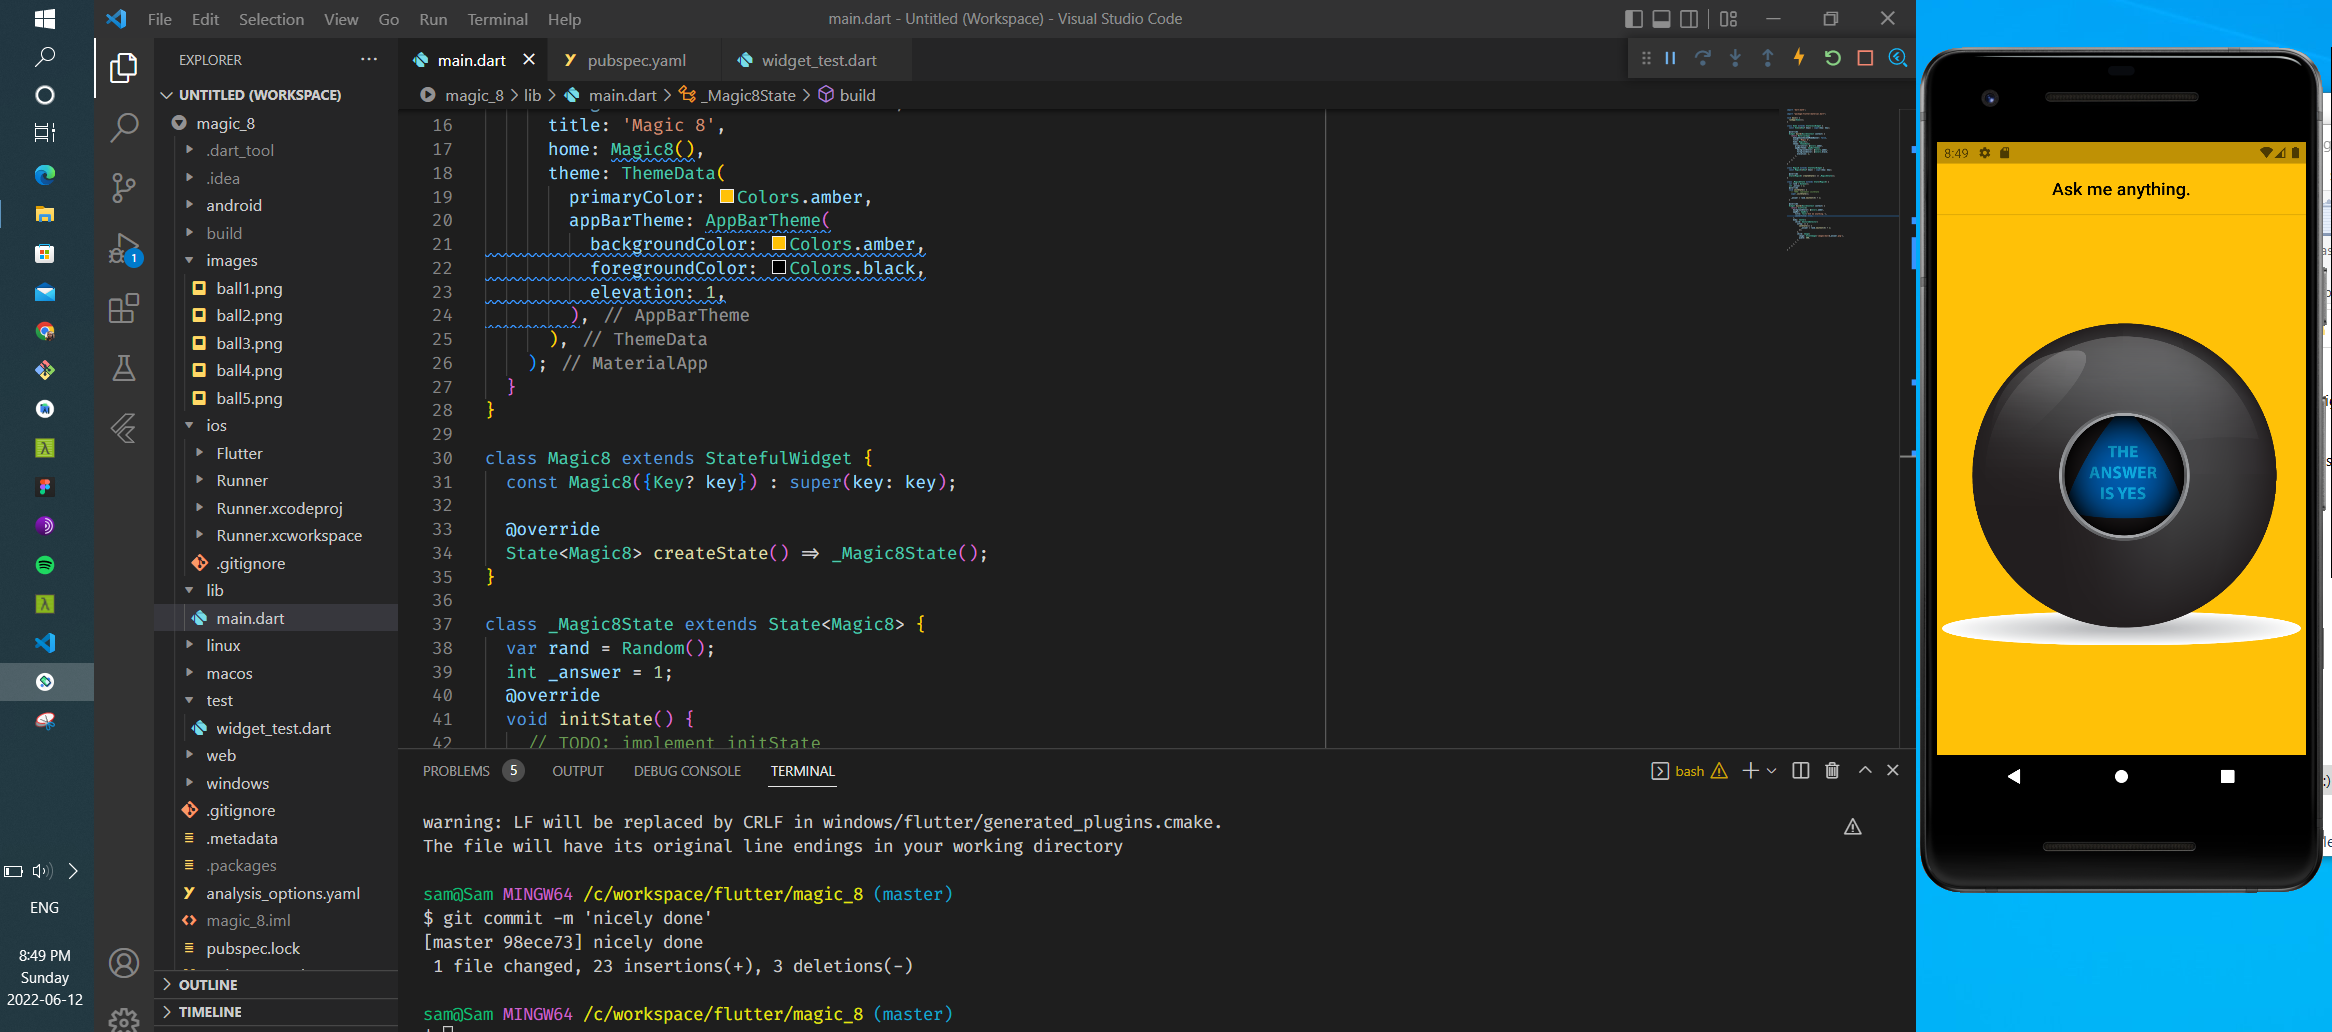 File Edit Selection View Go Run Terminal Help
main.dart - Untitled (Workspace) - Visual Studio Code
EXPLORER
UNTITLED (WORKSPACE)
magic_8
.dart_tool
.idea
android
build
images
ball1.png
ball2.png
ball3.png
ball4.png
ball5.png
ios
Flutter
Runner
Runner.xcodeproj
Runner.xcworkspace
.gitignore
lib
main.dart
linux
macos
test
widget_test.dart
web
windows
.gitignore
.metadata
.packages
analysis_options.yaml
magic_8.iml
pubspec.lock
OUTLINE
TIMELINE
1
main.dart
pubspec.yaml
widget_test.dart
magic_8 > lib > main.dart > _Magic8State > build
16 title: 'Magic 8',
17 home: Magic8(),
18 theme: ThemeData(
19 primaryColor: Colors.amber,
20 appBarTheme: AppBarTheme(
21 backgroundColor: Colors.amber,
22 foregroundColor: Colors.black,
23 elevation: 1,
24 ), // AppBarTheme
25 ), // ThemeData
26 ); // MaterialApp
27 }
28 }
29
30 class Magic8 extends StatefulWidget {
31 const Magic8({Key? key}) : super(key: key);
32
33 @override
34 State<Magic8> createState() => _Magic8State();
35 }
36
37 class _Magic8State extends State<Magic8> {
38 var rand = Random();
39 int _answer = 1;
40 @override
41 void initState() {
42 // TODO: implement initState
PROBLEMS 5 OUTPUT DEBUG CONSOLE TERMINAL
bash
warning: LF will be replaced by CRLF in windows/flutter/generated_plugins.cmake.
The file will have its original line endings in your working directory
sam@Sam MINGW64 /c/workspace/flutter/magic_8 (master)
$ git commit -m 'nicely done'
[master 98ece73] nicely done
1 file changed, 23 insertions(+), 3 deletions(-)
sam@Sam MINGW64 /c/workspace/flutter/magic_8 (master)
ENG
8:49 PM
Sunday
2022-06-12
8:49
Ask me anything.
THE
ANSWER
IS YES